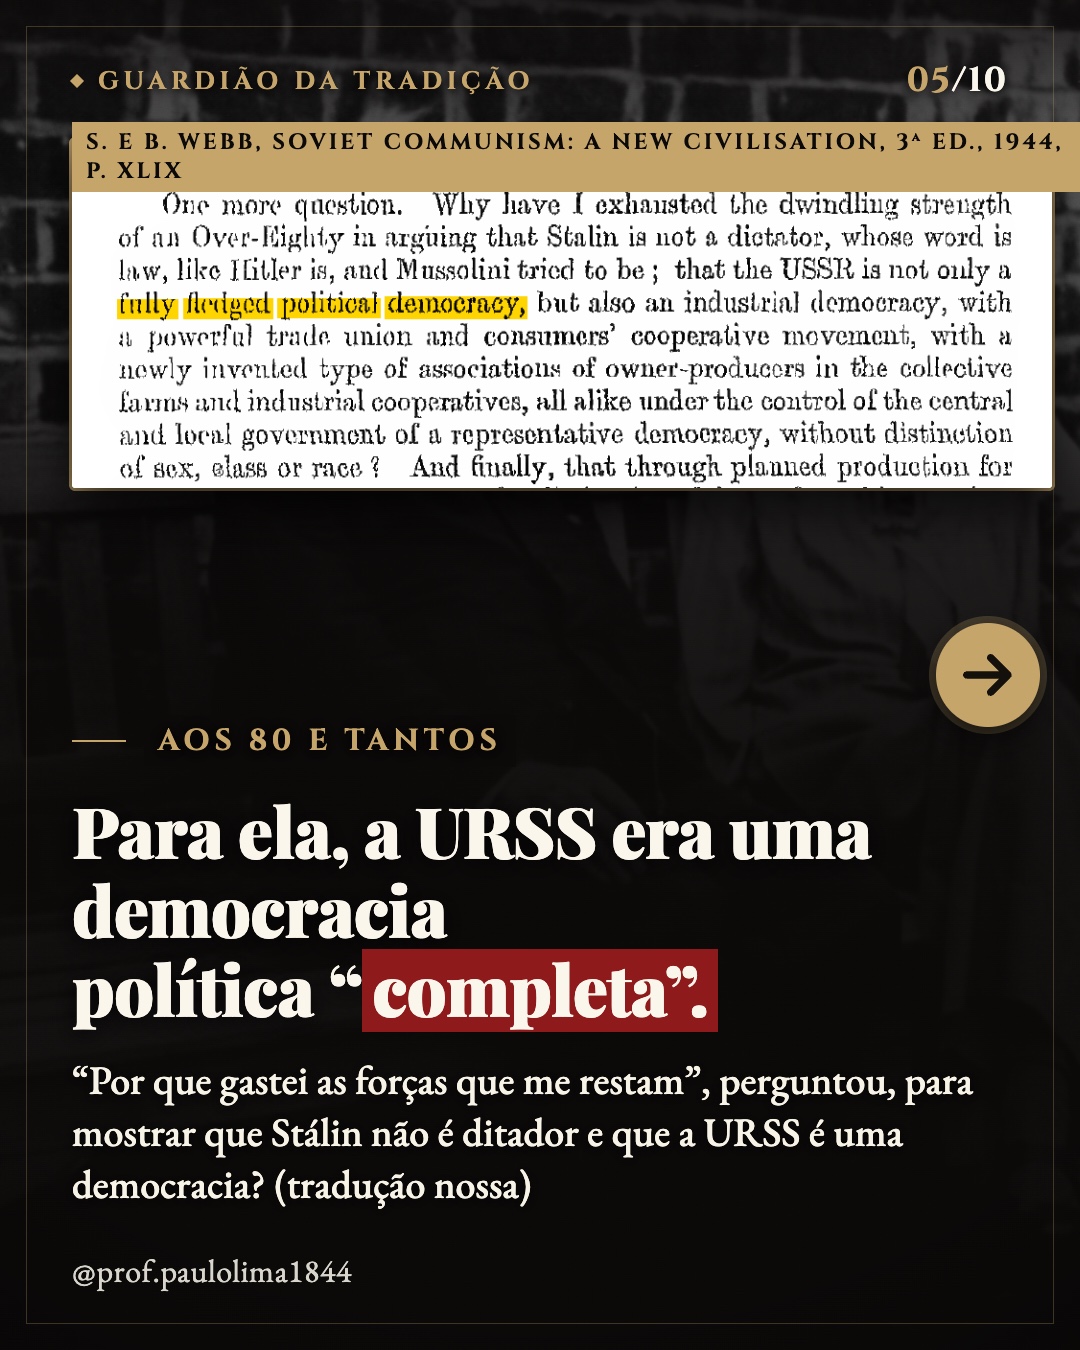 GUARDIÃO DA TRADIÇÃO
05/10
S. E B. WEBB, SOVIET COMMUNISM: A NEW CIVILISATION, 3ᴬ ED., 1944,
P. XLIX
One more question. Why have I exhausted the dwindling strength
of an Over-Eighty in arguing that Stalin is not a dictator, whose word is
law, like Hitler is, and Mussolini tried to be; that the USSR is not only a
fully fledged political democracy, but also an industrial democracy, with
a powerful trade union and consumers' cooperative movement, with a
newly invented type of associations of owner-producers in the collective
farms and industrial cooperatives, all alike under the control of the central
and local government of a representative democracy, without distinction
of sex, class or race? And finally, that through planned production for
AOS 80 E TANTOS
Para ela, a URSS era uma
democracia
política “completa”.
“Por que gastei as forças que me restam”, perguntou, para
mostrar que Stálin não é ditador e que a URSS é uma
democracia? (tradução nossa)
@prof.paulolima1844